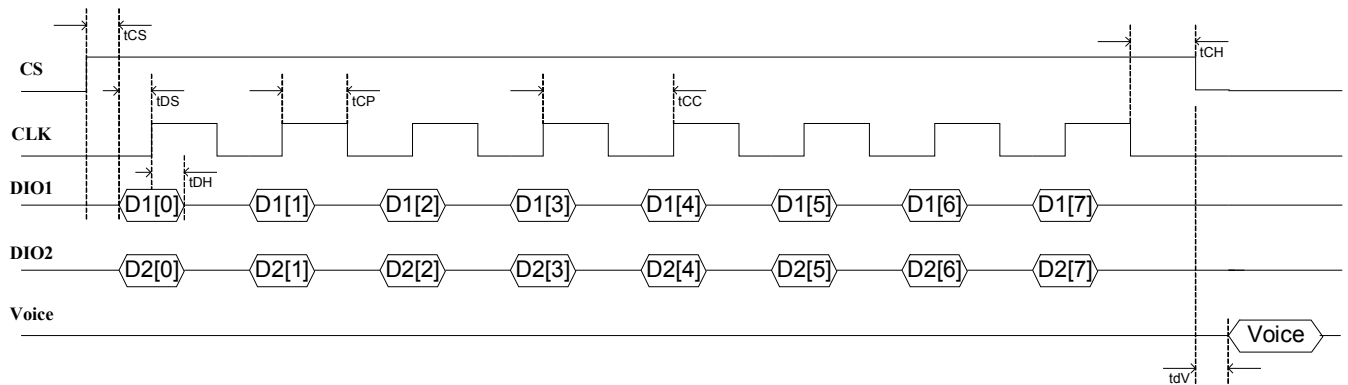 tCS
tCH
CS
tDS
tCP
tCC
CLK
tDH
DIO1
D1[0] D1[1] D1[2] D1[3] D1[4] D1[5] D1[6] D1[7]
DIO2
D2[0] D2[1] D2[2] D2[3] D2[4] D2[5] D2[6] D2[7]
Voice
Voice
tdV